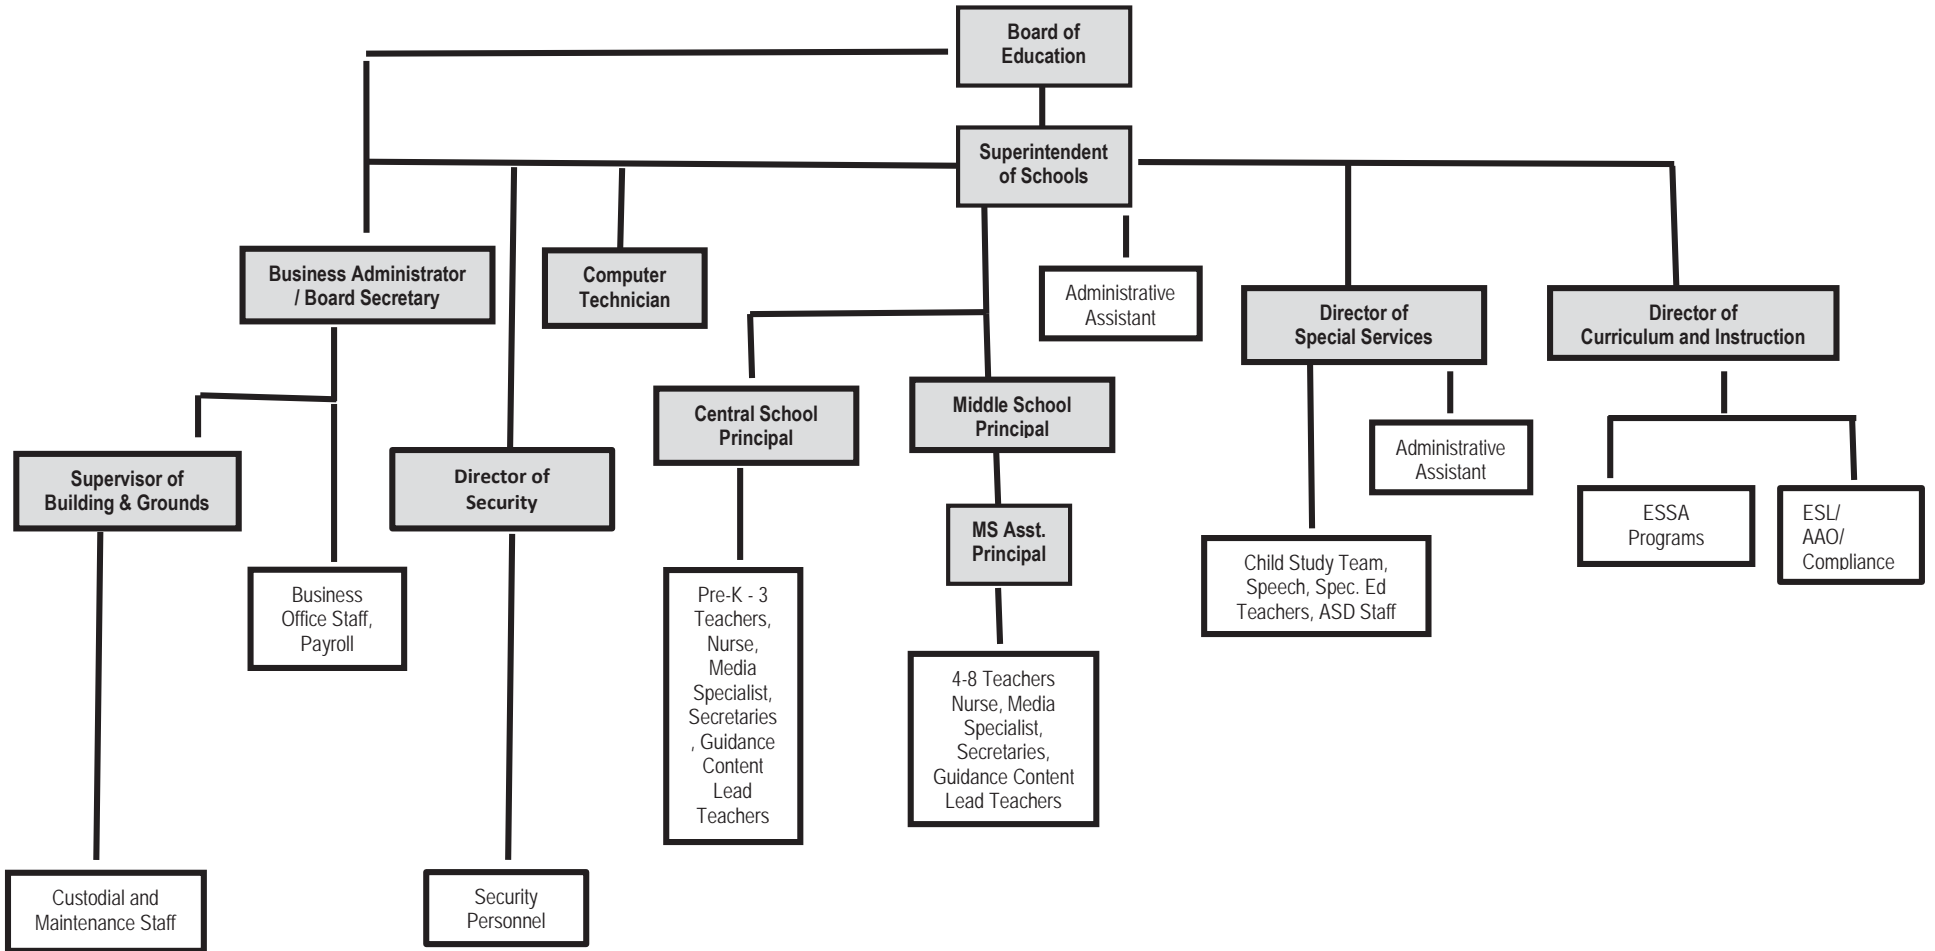 Board of
Education
Superintendent
of Schools
Business Administrator
/ Board Secretary
Computer
Technician
Administrative
Assistant
Director of
Special Services
Director of
Curriculum and Instruction
Central School
Principal
Middle School
Principal
Administrative
Assistant
Supervisor of
Building & Grounds
Director of
Security
MS Asst.
Principal
ESSA
Programs
ESL/
AAO/
Compliance
Child Study Team,
Speech, Spec. Ed
Teachers, ASD Staff
Business
Office Staff,
Payroll
Pre-K - 3
Teachers,
Nurse,
Media
Specialist,
Secretaries
, Guidance
Content
Lead
Teachers
4-8 Teachers
Nurse, Media
Specialist,
Secretaries,
Guidance Content
Lead Teachers
Custodial and
Maintenance Staff
Security
Personnel